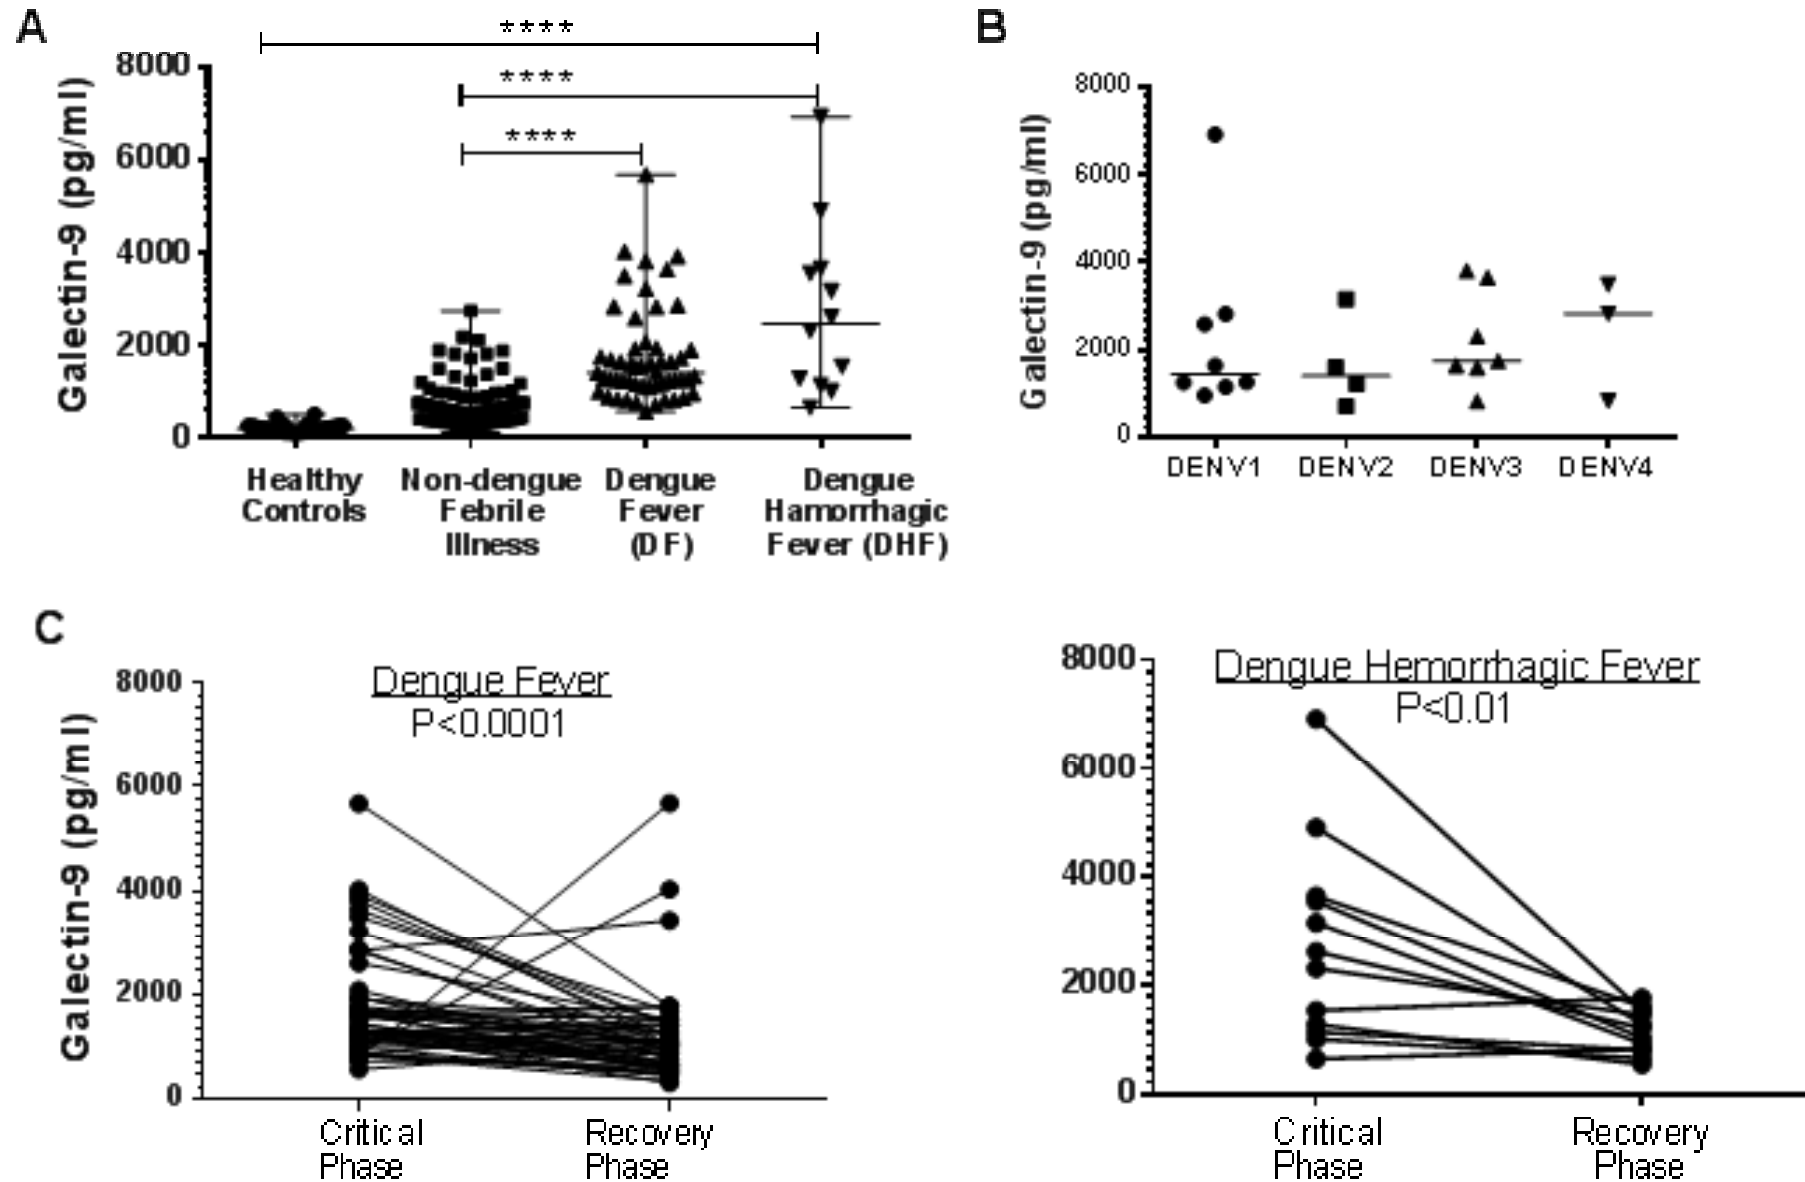 A
****
****
****
8000
6000
4000
2000
0
Galectin-9 (pg/ml)
Healthy Controls
Non-dengue Febrile Illness
Dengue Fever (DF)
Dengue Hamorrhagic Fever (DHF)
B
8000
6000
4000
2000
0
Galectin-9 (pg/ml)
DENV1 DENV2 DENV3 DENV4
C
Dengue Fever
P<0.0001
8000
6000
4000
2000
0
Galectin-9 (pg/ml)
Critical Phase
Recovery Phase
Dengue Hemorrhagic Fever
P<0.01
8000
6000
4000
2000
0
Critical Phase
Recovery Phase